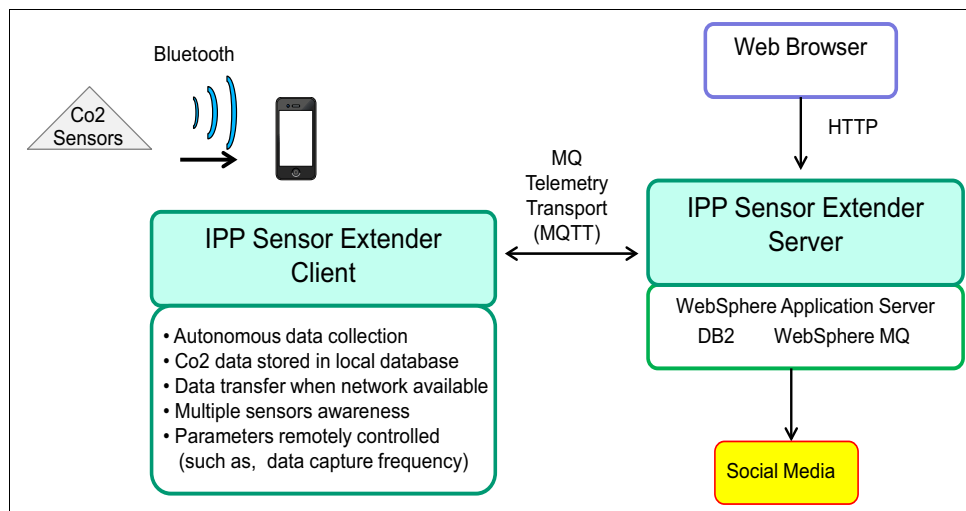 Bluetooth
Co2
Sensors
Web Browser
HTTP
MQ
Telemetry
Transport
(MQTT)
IPP Sensor Extender
Client
• Autonomous data collection
• Co2 data stored in local database
• Data transfer when network available
• Multiple sensors awareness
• Parameters remotely controlled
(such as, data capture frequency)
IPP Sensor Extender
Server
WebSphere Application Server
DB2 WebSphere MQ
Social Media